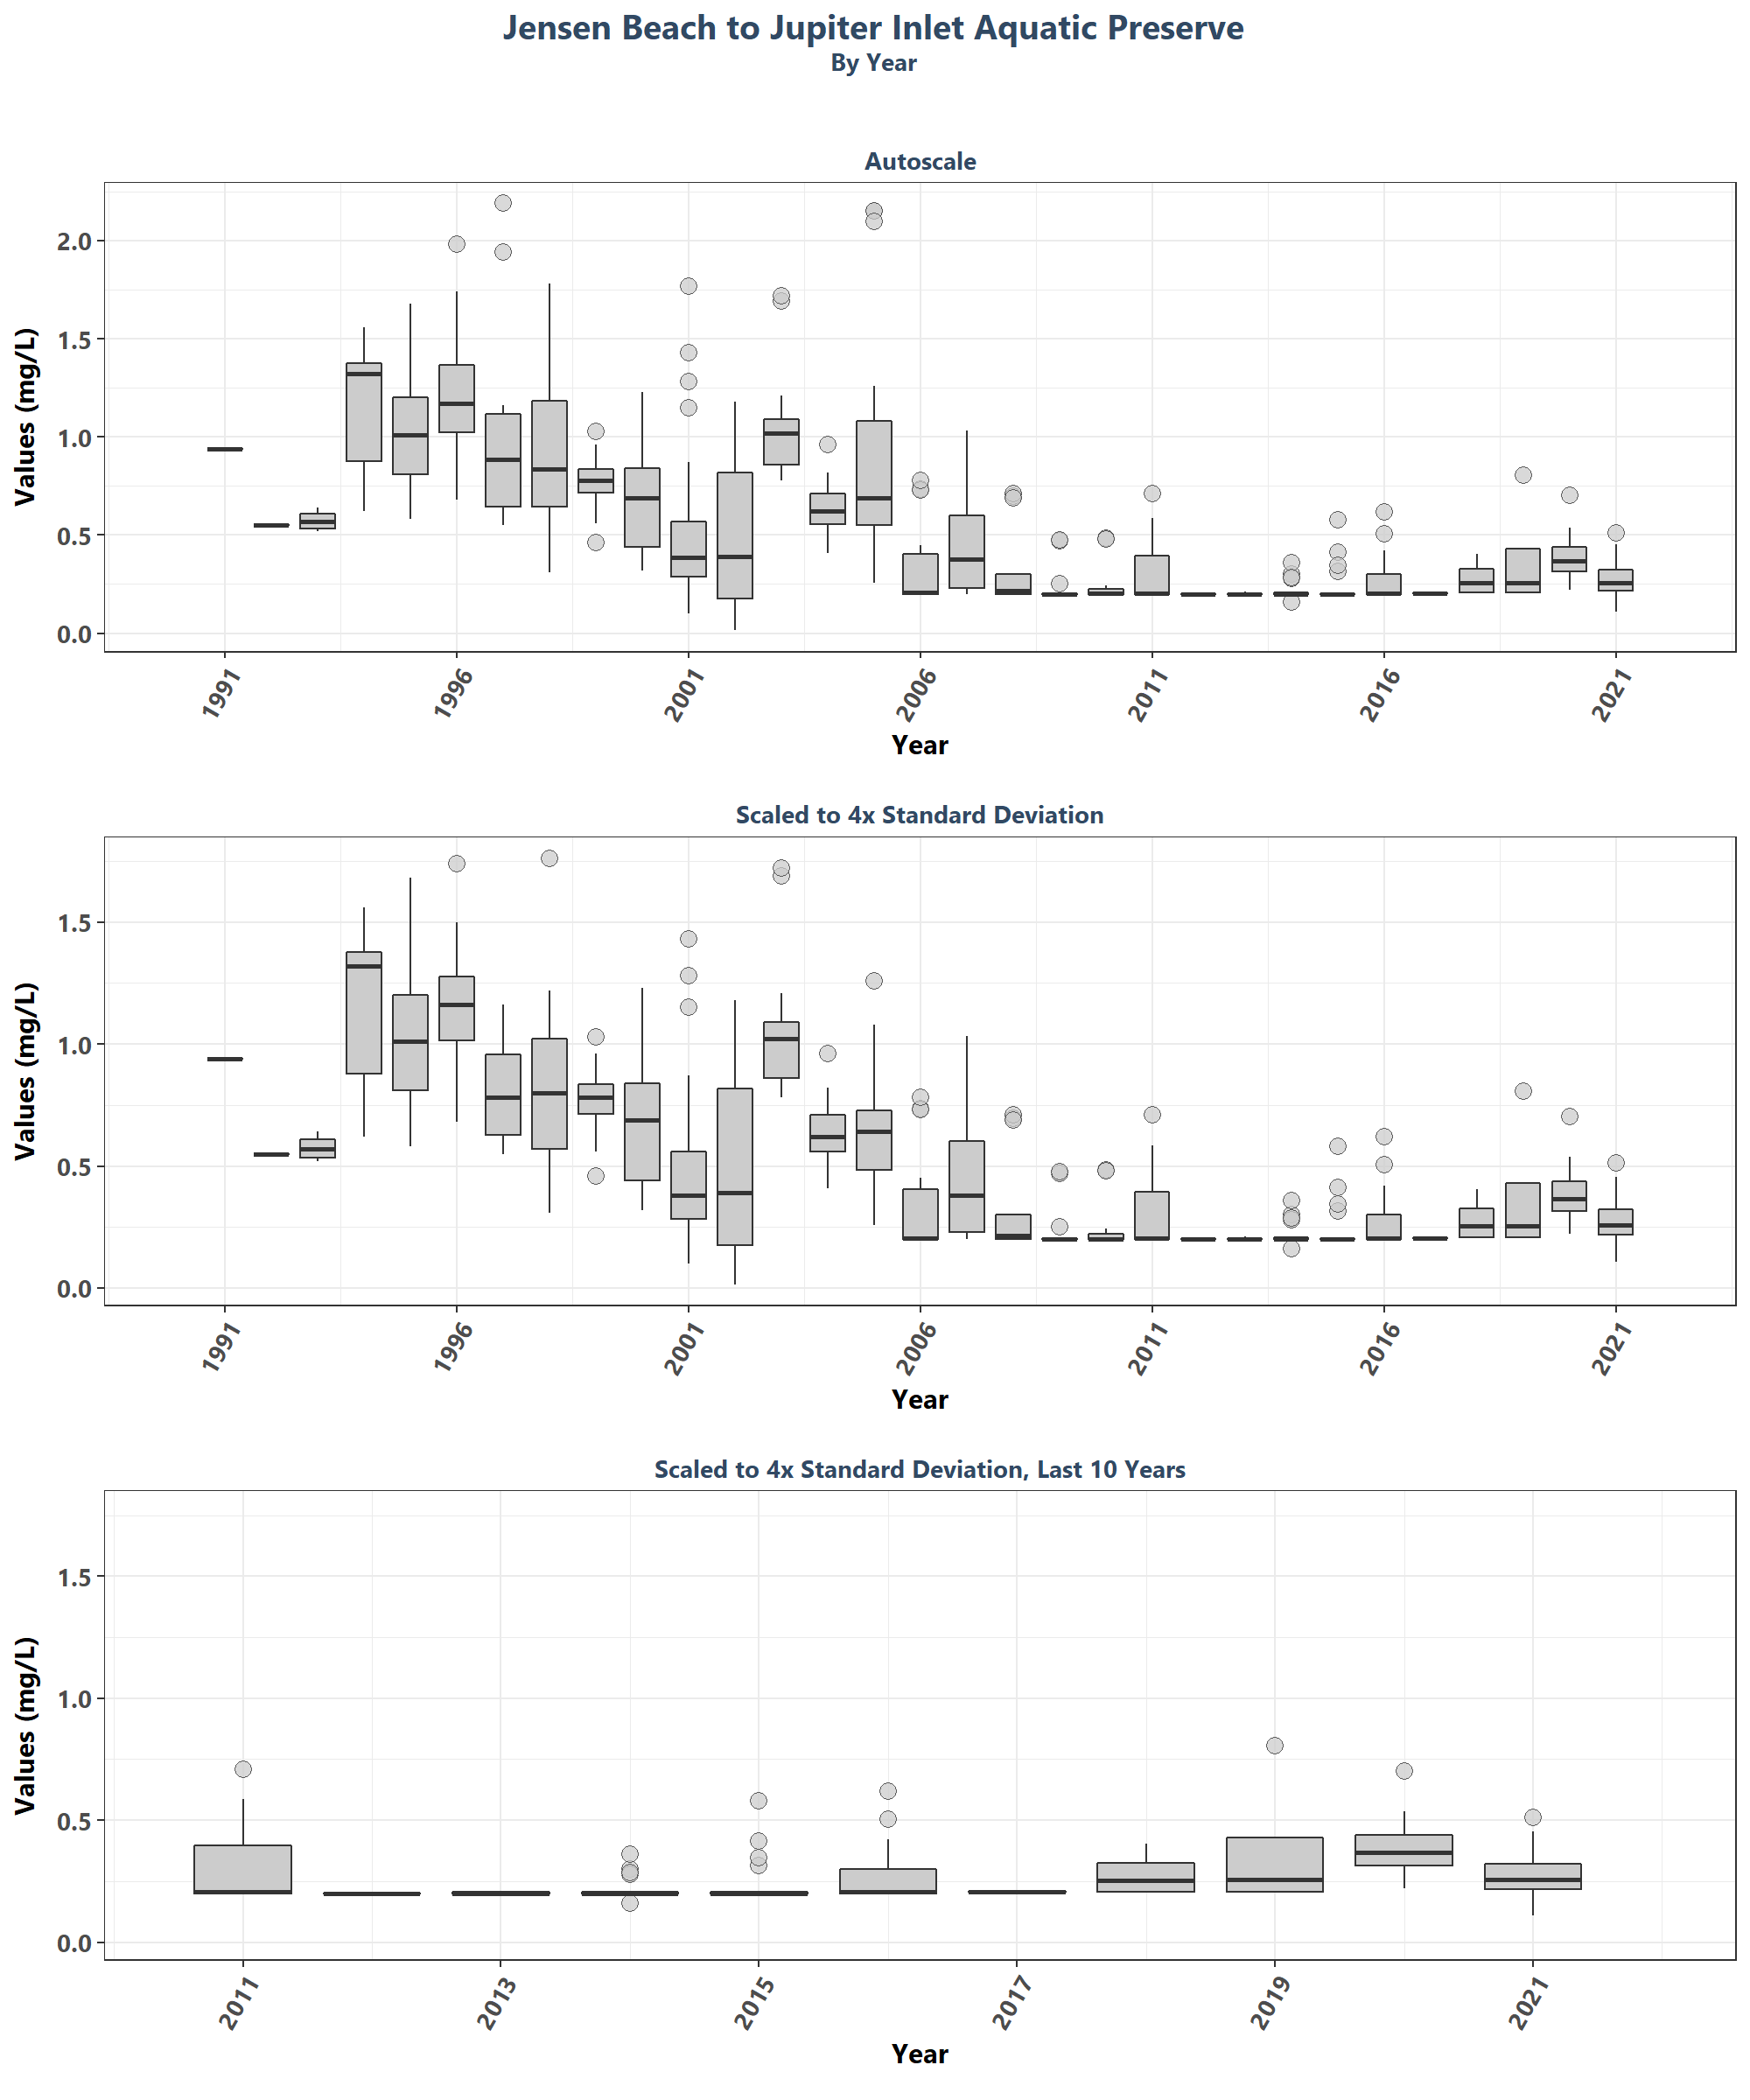 Jensen Beach to Jupiter Inlet Aquatic Preserve
By Year
Autoscale
Values (mg/L)
2.0
1.5
1.0
0.5
0.0
1991 1996 2001 2006 2011 2016 2021
Year
Scaled to 4x Standard Deviation
Values (mg/L)
1.5
1.0
0.5
0.0
1991 1996 2001 2006 2011 2016 2021
Year
Scaled to 4x Standard Deviation, Last 10 Years
Values (mg/L)
1.5
1.0
0.5
0.0
2011 2013 2015 2017 2019 2021
Year